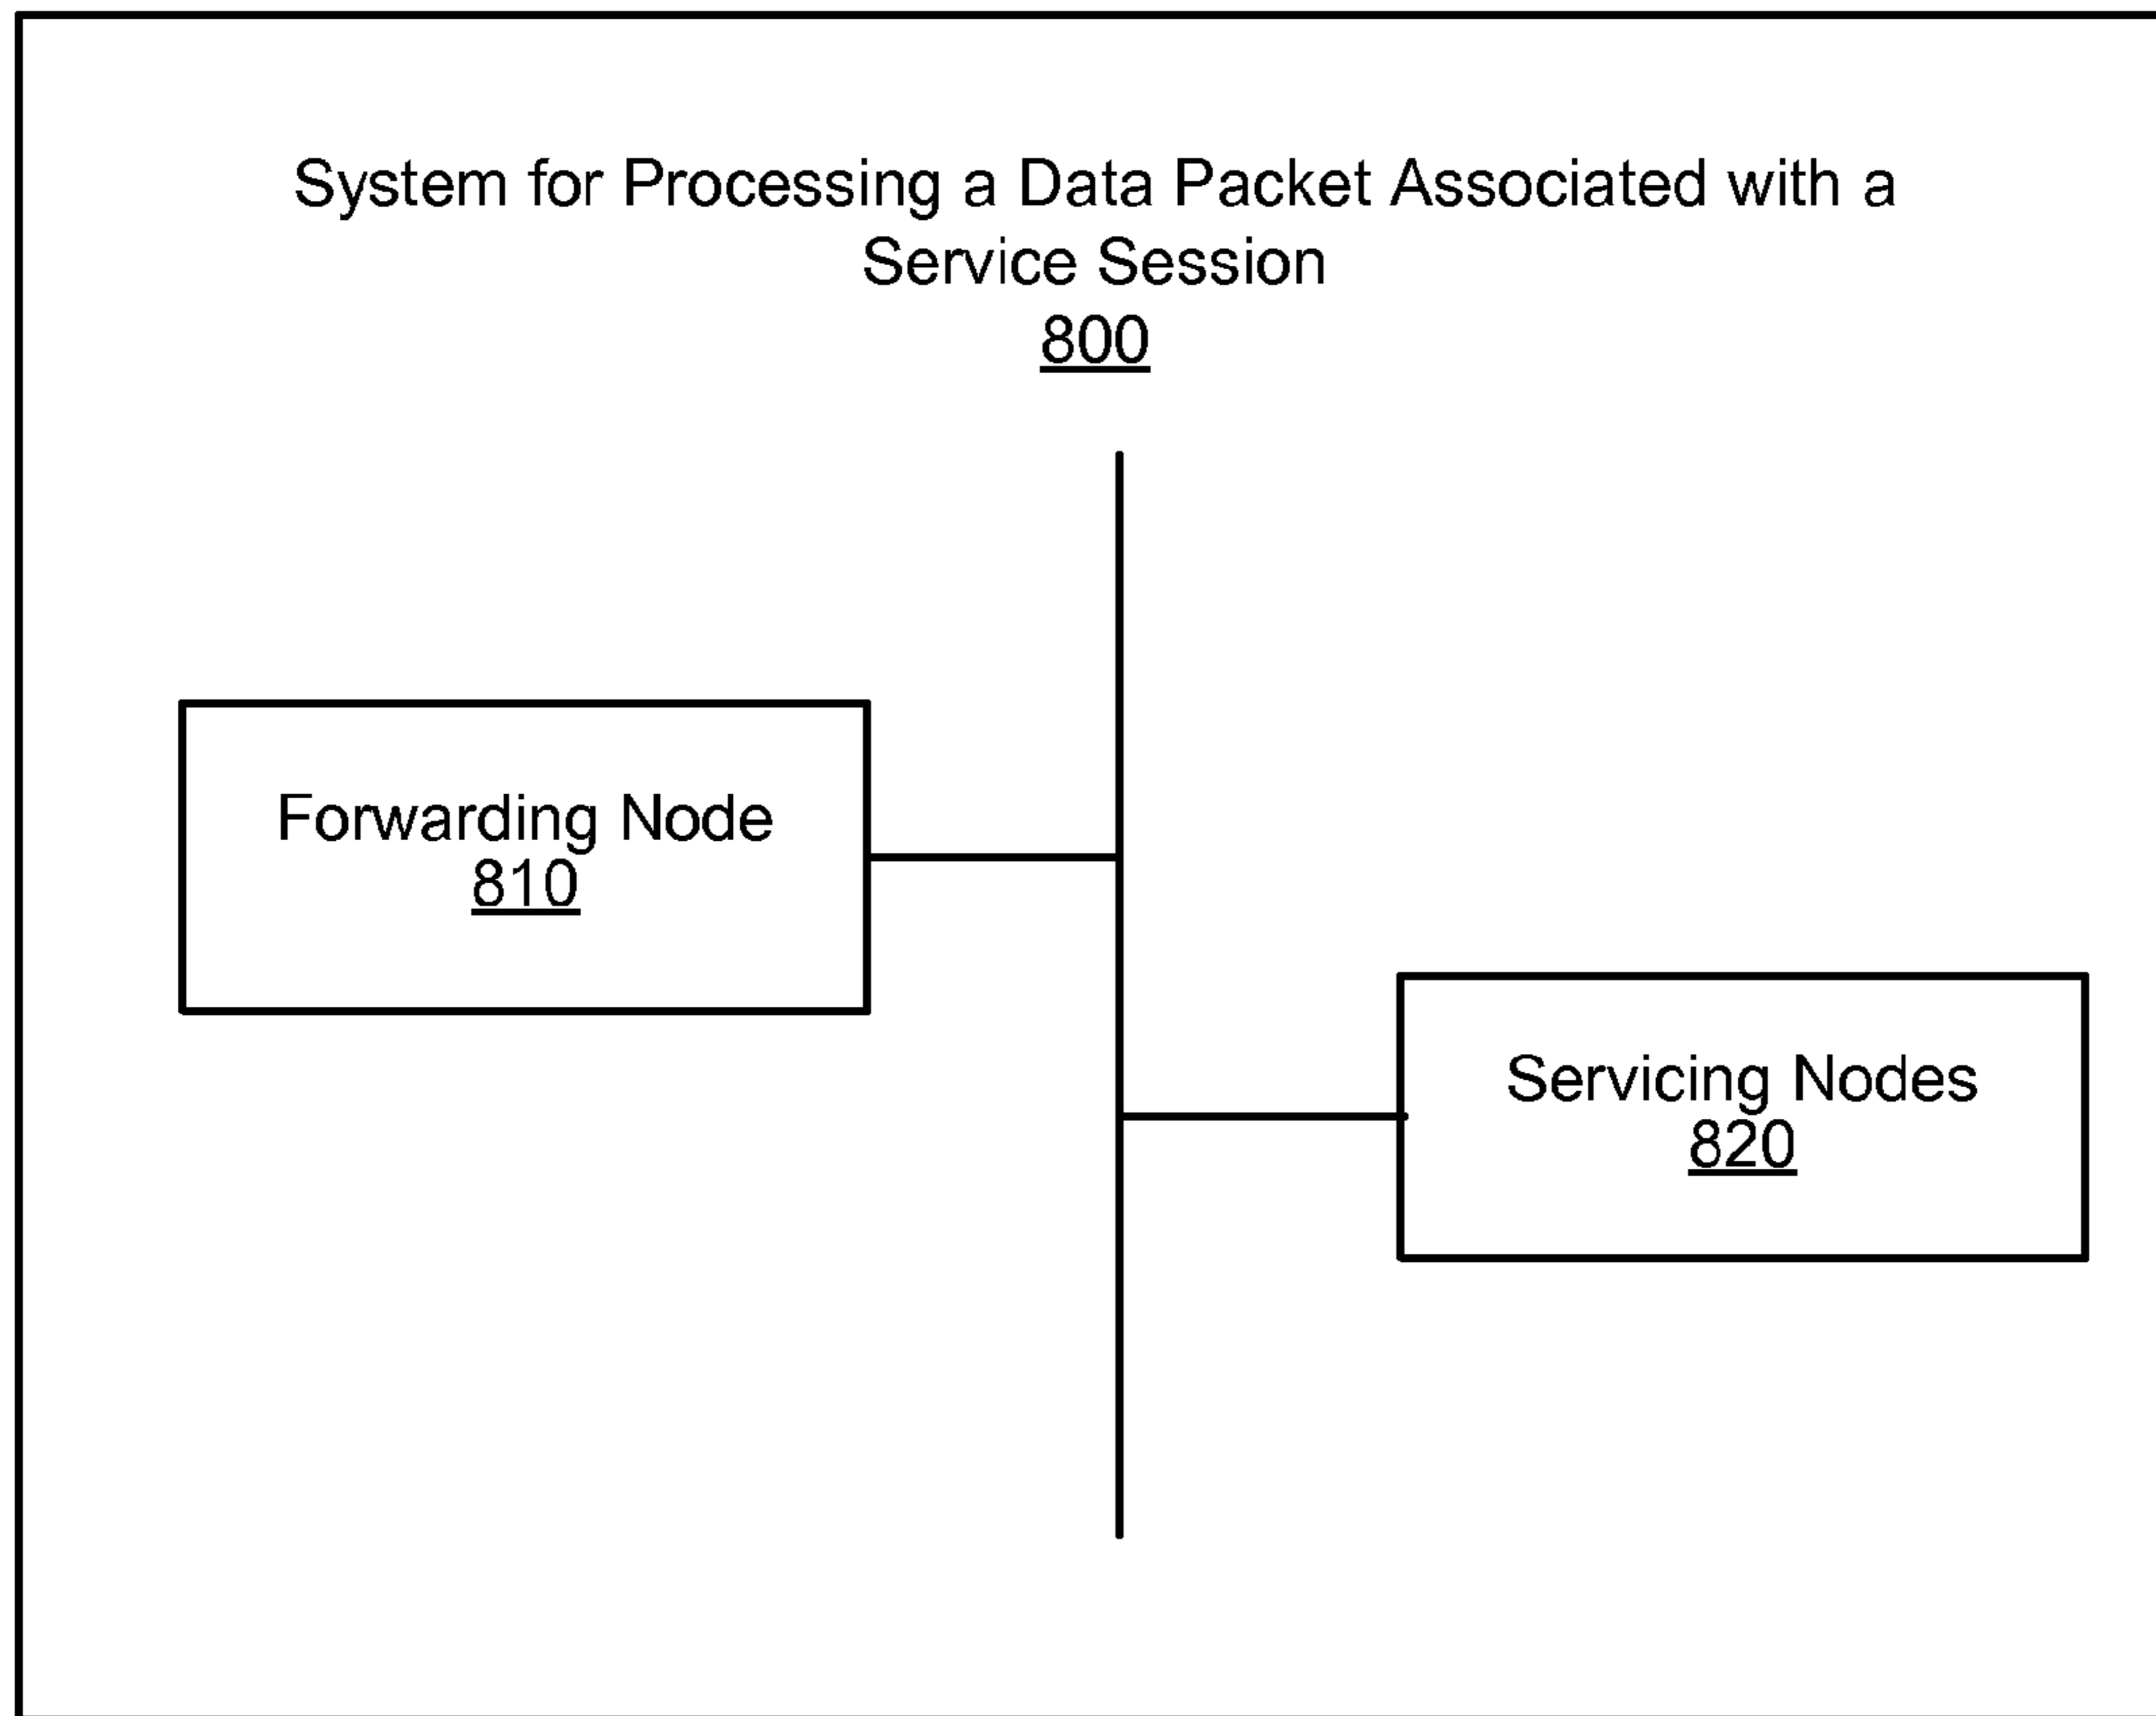 System for Processing a Data Packet Associated with a
Service Session
800
Forwarding Node
810
Servicing Nodes
820